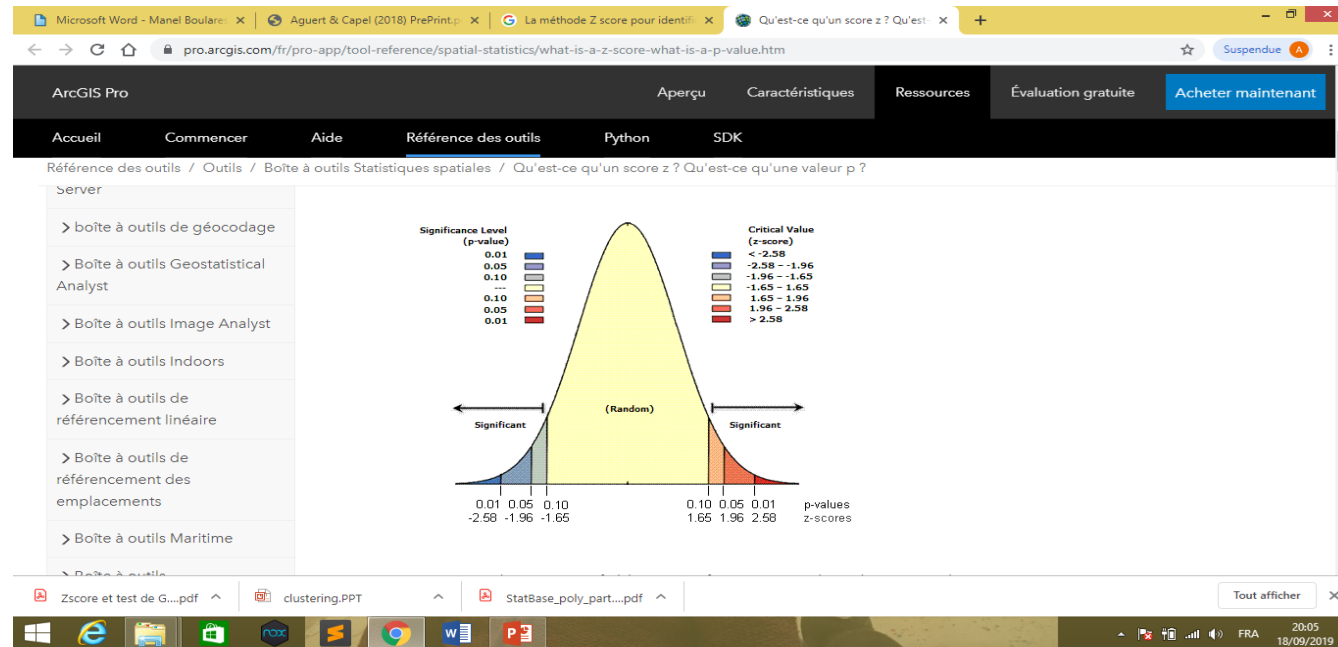 Microsoft Word - Manel Boulares
Aguert & Capel (2018) PrePrint.p
La méthode Z score pour identifi
Qu'est-ce qu'un score z ? Qu'est-
pro.arcgis.com/fr/pro-app/tool-reference/spatial-statistics/what-is-a-z-score-what-is-a-p-value.htm
Suspendue A
ArcGIS Pro
Aperçu Caractéristiques Ressources Évaluation gratuite Acheter maintenant
Accueil Commencer Aide Référence des outils Python SDK
Référence des outils / Outils / Boîte à outils Statistiques spatiales / Qu'est-ce qu'un score z ? Qu'est-ce qu'une valeur p ?
Server
boîte à outils de géocodage
Boîte à outils Geostatistical
Analyst
Boîte à outils Image Analyst
Boîte à outils Indoors
Boîte à outils de
référencement linéaire
Boîte à outils de
référencement des
emplacements
Boîte à outils Maritime
Boîte à outils
Significance Level
(p-value)
0.01
0.05
0.10
---
0.10
0.05
0.01
Critical Value
(z-score)
< -2.58
-2.58 - -1.96
-1.96 - -1.65
-1.65 - 1.65
1.65 - 1.96
1.96 - 2.58
> 2.58
(Random)
Significant
Significant
0.01 0.05 0.10 0.10 0.05 0.01 p-values
-2.58 -1.96 -1.65 1.65 1.96 2.58 z-scores
Zscore et test de G....pdf
clustering.PPT
StatBase_poly_part....pdf
Tout afficher
nox
FRA
20:05
18/09/2019